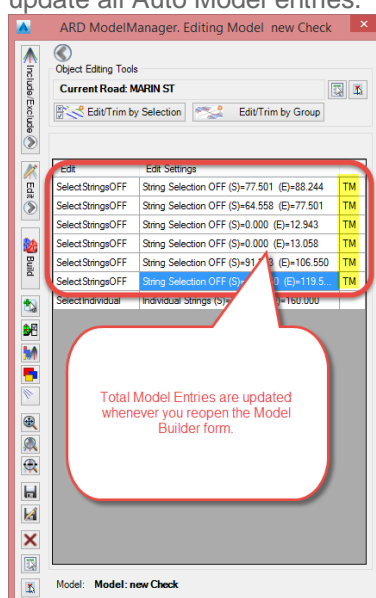 update all Auto Model entries.
ARD ModelManager. Editing Model new Check
Include/Exclude
Object Editing Tools
Current Road: MARIN ST
Edit/Trim by Selection Edit/Trim by Group
Edit
Build
Edit Edit Settings
SelectStringsOFF String Selection OFF (S)=77.501 (E)=88.244 TM
SelectStringsOFF String Selection OFF (S)=64.558 (E)=77.501 TM
SelectStringsOFF String Selection OFF (S)=0.000 (E)=12.943 TM
SelectStringsOFF String Selection OFF (S)=0.000 (E)=13.058 TM
SelectStringsOFF String Selection OFF (S)=91. (E)=106.550 TM
SelectStringsOFF String Selection OFF (S)= (E)=119.5... TM
SelectIndividual Individual Strings (S)= =160.000
Total Model Entries are updated
whenever you reopen the Model
Builder form.
Model: Model: new Check